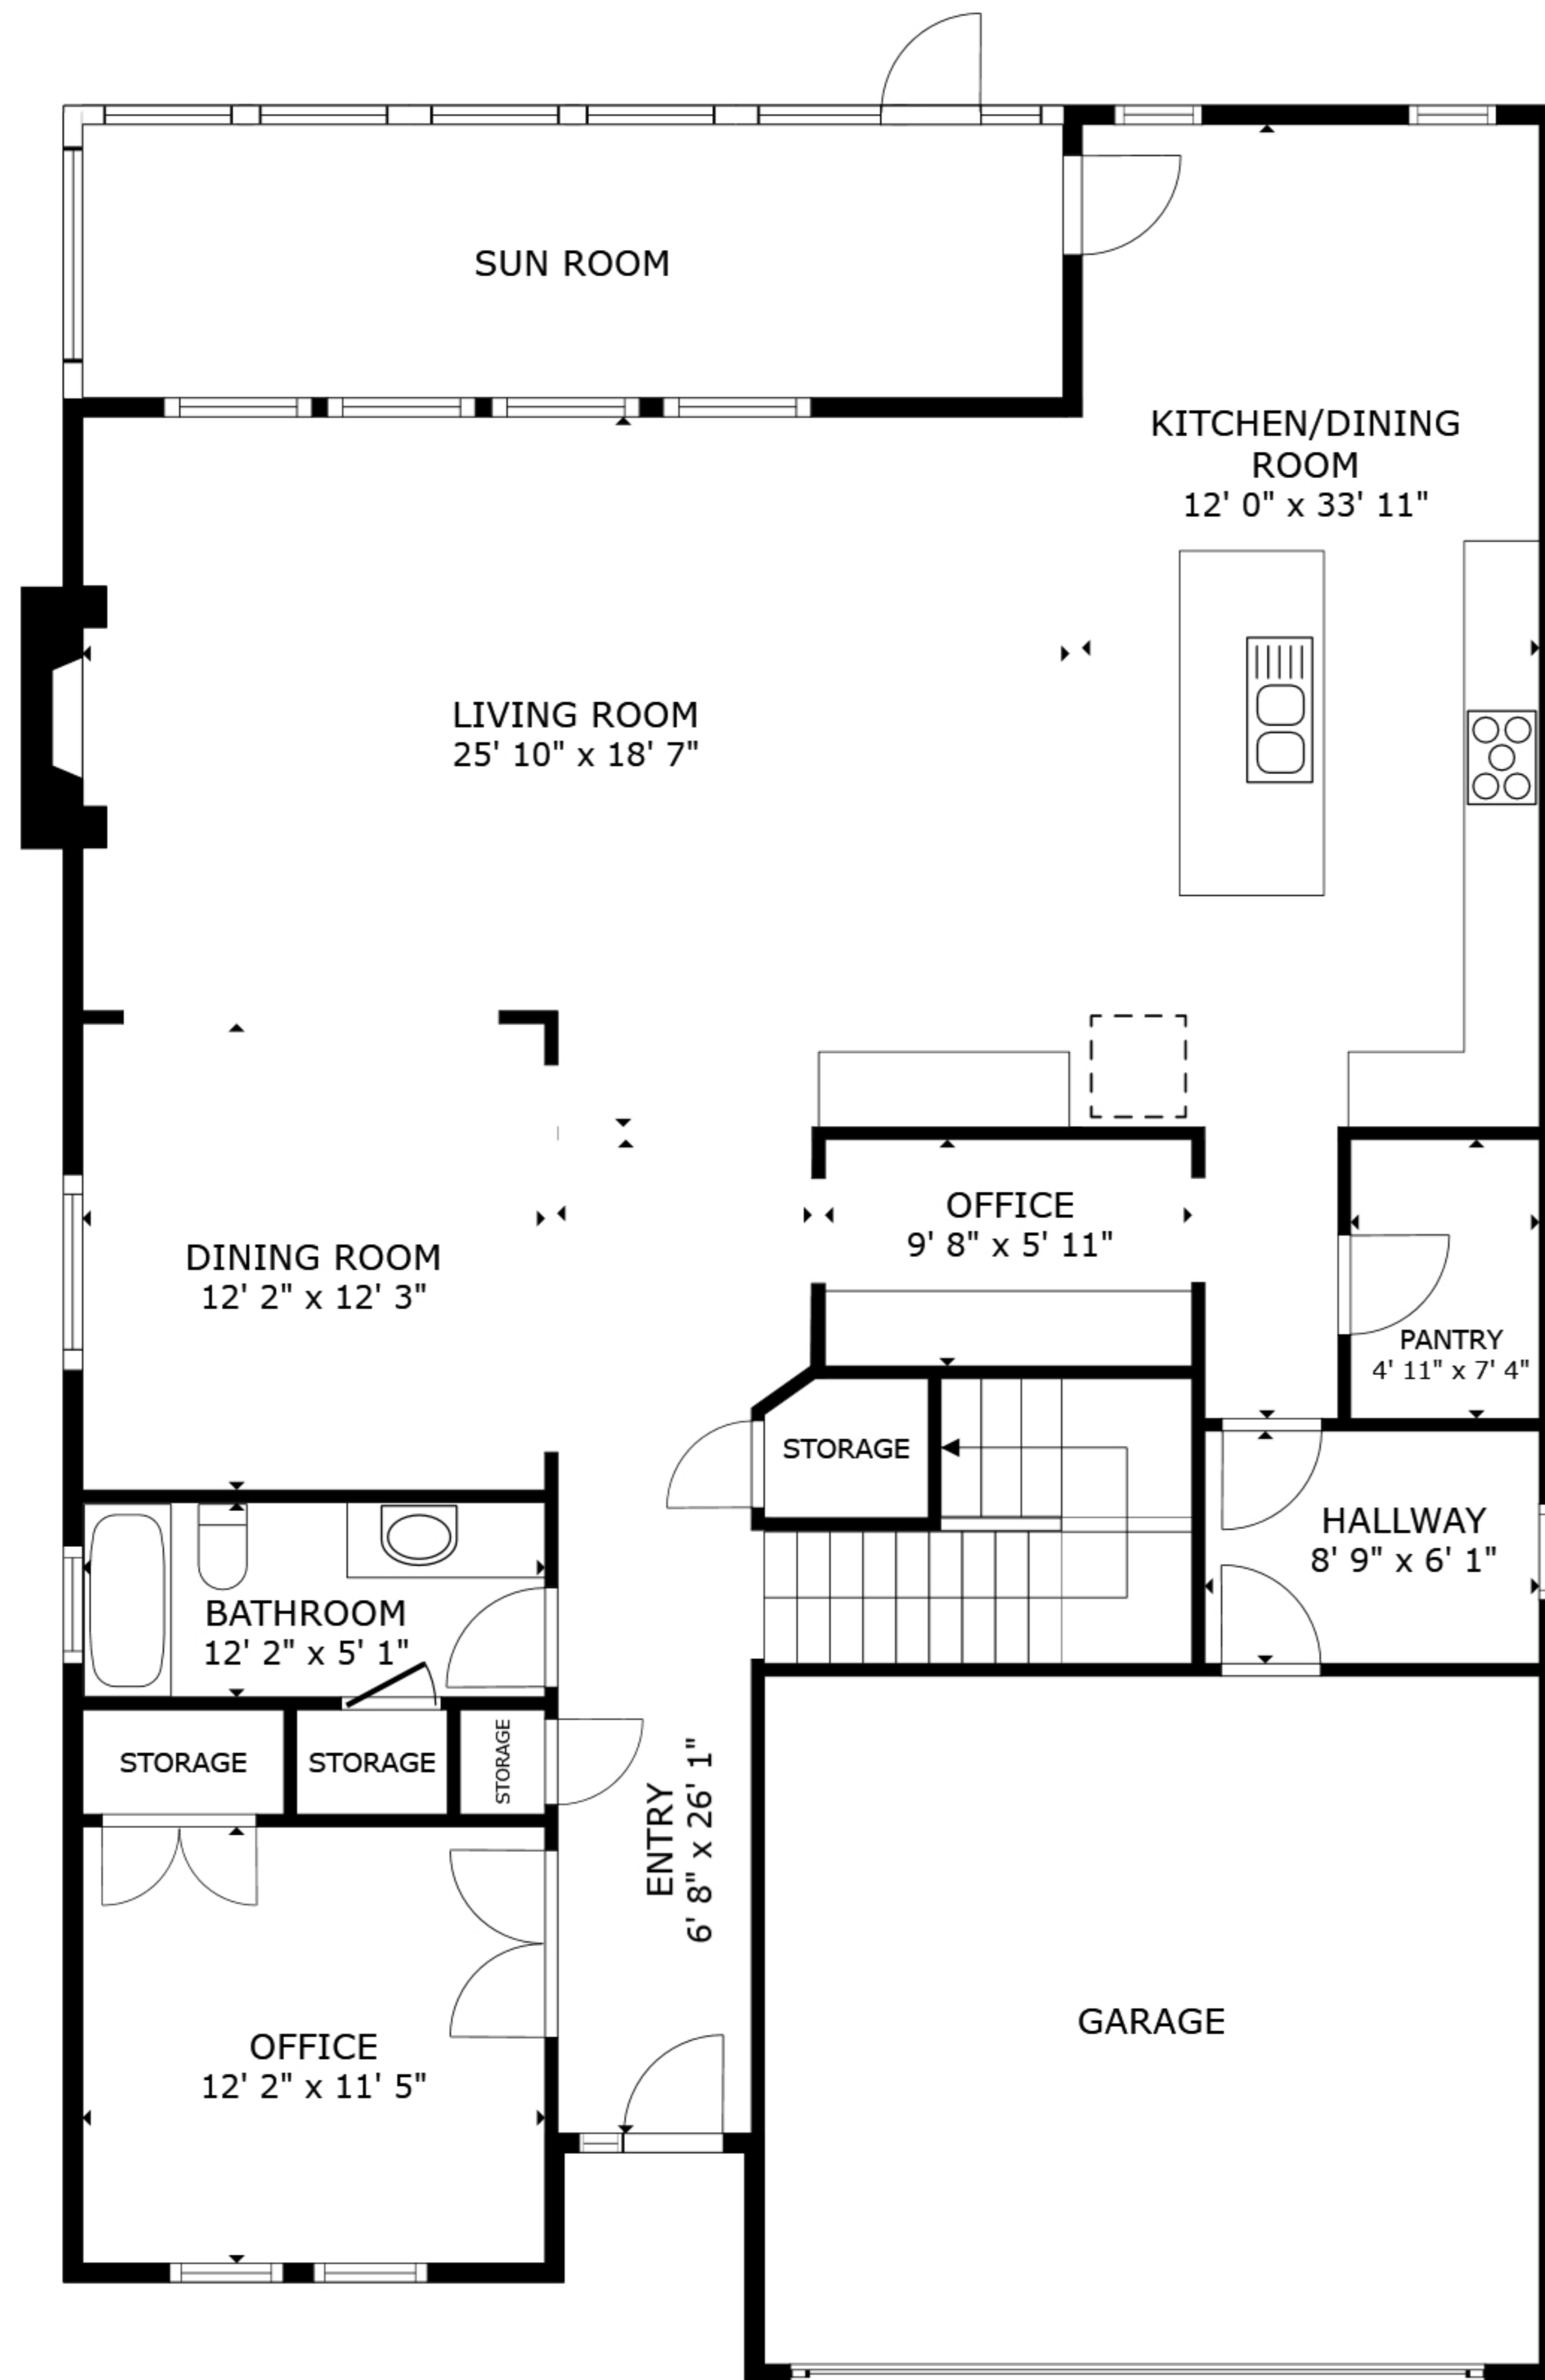 SUN ROOM
KITCHEN/DINING
ROOM
12' 0" x 33' 11"
LIVING ROOM
25' 10" x 18' 7"
OFFICE
9' 8" x 5' 11"
DINING ROOM
12' 2" x 12' 3"
PANTRY
4' 11" x 7' 4"
STORAGE
HALLWAY
8' 9" x 6' 1"
BATHROOM
12' 2" x 5' 1"
STORAGE
STORAGE
STORAGE
ENTRY
6' 8" x 26' 1"
GARAGE
OFFICE
12' 2" x 11' 5"